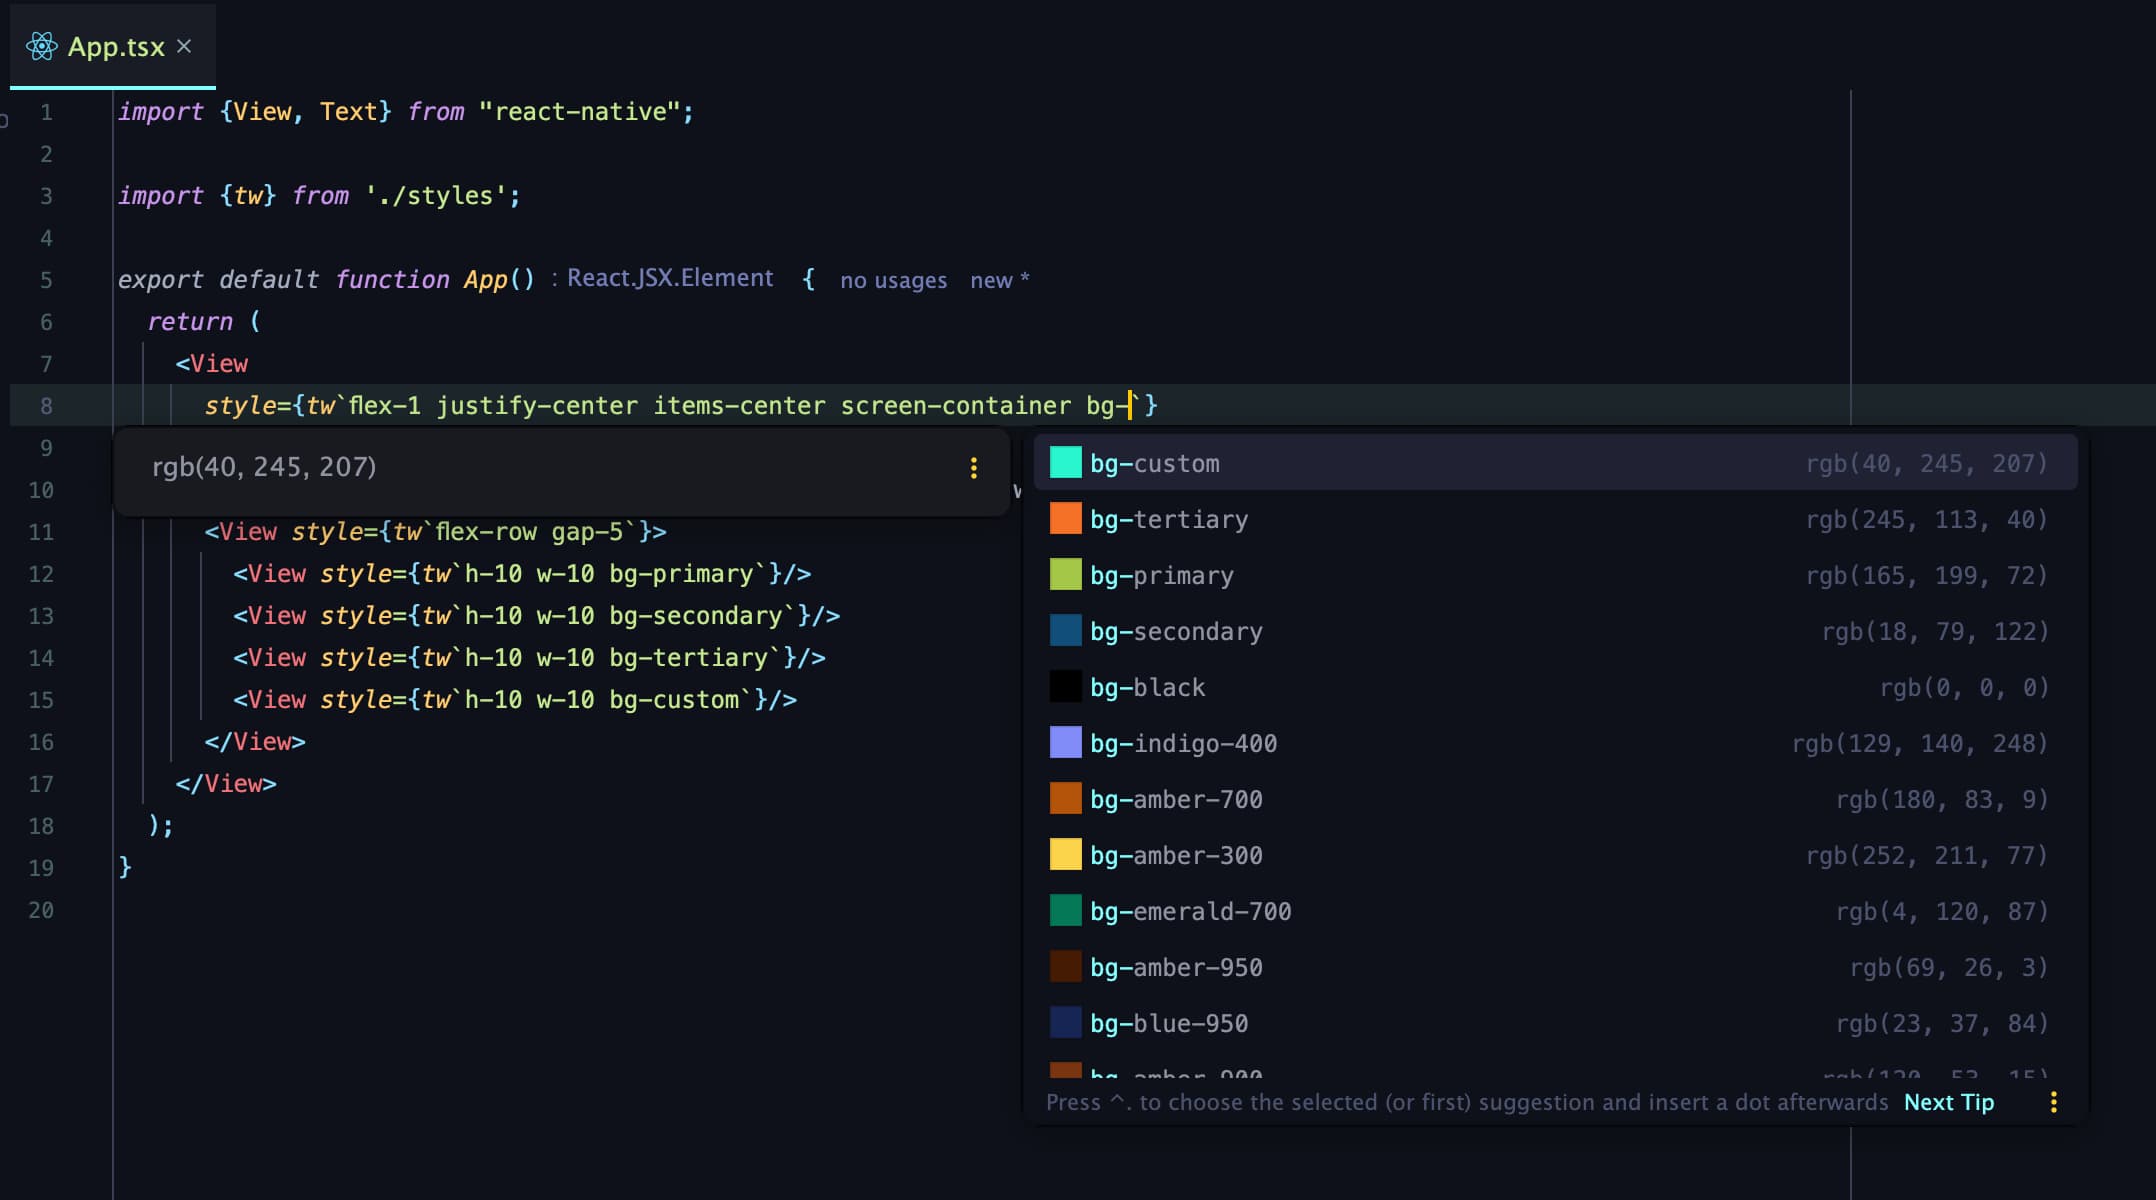 App.tsx ×
1 import {View, Text} from "react-native";
2
3 import {tw} from './styles';
4
5 export default function App() : React.JSX.Element { no usages new *
6 return (
7 <View
8 style={tw`flex-1 justify-center items-center screen-container bg-`}
9
10
rgb(40, 245, 207)
11 <View style={tw`flex-row gap-5`}>
12 <View style={tw`h-10 w-10 bg-primary`}/>
13 <View style={tw`h-10 w-10 bg-secondary`}/>
14 <View style={tw`h-10 w-10 bg-tertiary`}/>
15 <View style={tw`h-10 w-10 bg-custom`}/>
16 </View>
17 </View>
18 );
19 }
20
bg-custom rgb(40, 245, 207)
bg-tertiary rgb(245, 113, 40)
bg-primary rgb(165, 199, 72)
bg-secondary rgb(18, 79, 122)
bg-black rgb(0, 0, 0)
bg-indigo-400 rgb(129, 140, 248)
bg-amber-700 rgb(180, 83, 9)
bg-amber-300 rgb(252, 211, 77)
bg-emerald-700 rgb(4, 120, 87)
bg-amber-950 rgb(69, 26, 3)
bg-blue-950 rgb(23, 37, 84)
bg-amber-900 rgb(120, 53, 15)
Press ^. to choose the selected (or first) suggestion and insert a dot afterwards Next Tip